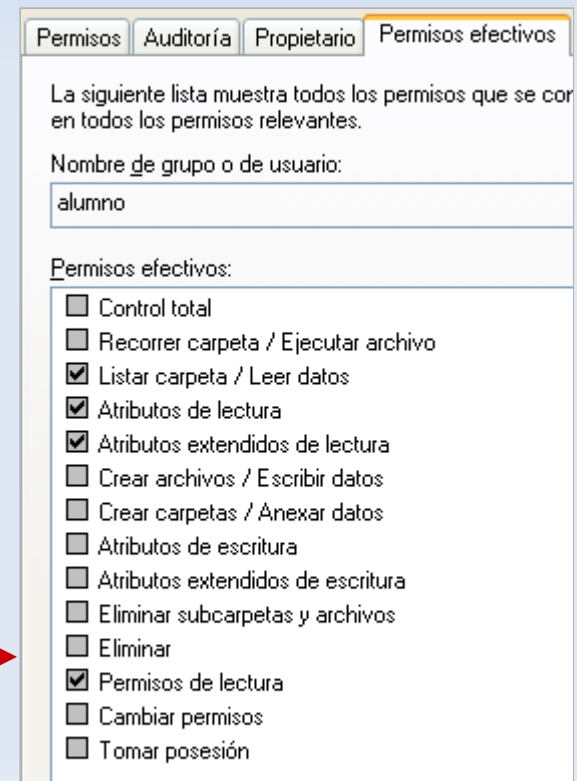 Permisos Auditoría Propietario Permisos efectivos
La siguiente lista muestra todos los permisos que se cor
en todos los permisos relevantes.
Nombre de grupo o de usuario:
alumno
Permisos efectivos:
Control total
Recorrer carpeta / Ejecutar archivo
Listar carpeta / Leer datos
Atributos de lectura
Atributos extendidos de lectura
Crear archivos / Escribir datos
Crear carpetas / Anexar datos
Atributos de escritura
Atributos extendidos de escritura
Eliminar subcarpetas y archivos
Eliminar
Permisos de lectura
Cambiar permisos
Tomar posesión